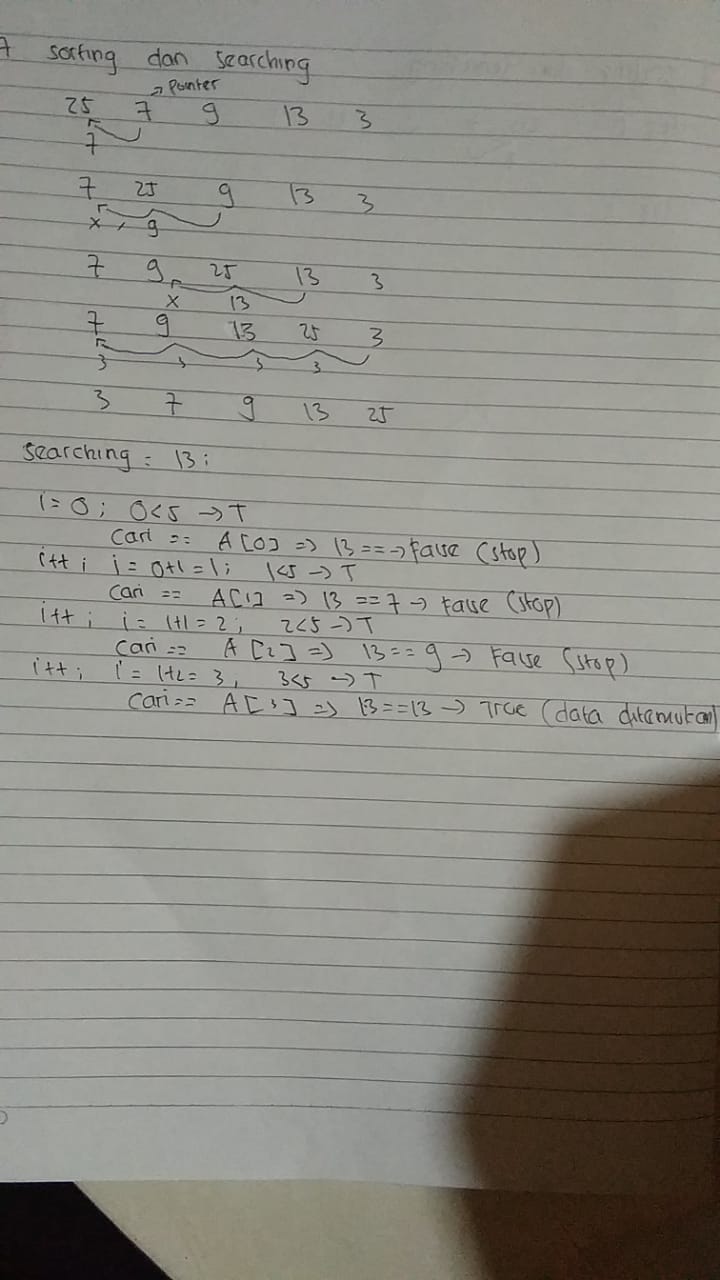 7 sorting dan searching
→ Pointer
25 7 9 13 3
7
7 25 9 13 3
x, 9
7 9 25 13 3
x 13
7 9 13 25 3
3 3 3 3
3 7 9 13 25
Searching = 13;
i = 0; 0<5 → T
Cari == A[0] => 13 == → False (stop)
i++; i = 0+1 = 1; 1<5 → T
Cari == A[1] => 13 == 7 → False (stop)
i++; i = 1+1 = 2; 2<5 → T
Cari == A[2] => 13 == 9 → False (stop)
i++; i = 1+2 = 3, 3<5 → T
Cari == A[3] => 13 == 13 → True (data ditemukan)